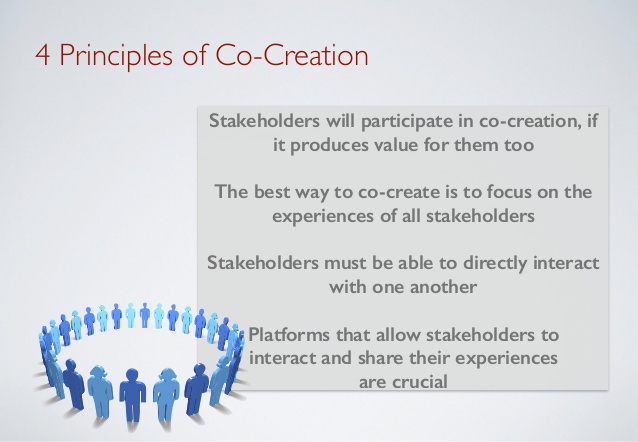 4 Principles of Co-Creation
Stakeholders will participate in co-creation, if
it produces value for them too
The best way to co-create is to focus on the
experiences of all stakeholders
Stakeholders must be able to directly interact
with one another
Platforms that allow stakeholders to
interact and share their experiences
are crucial